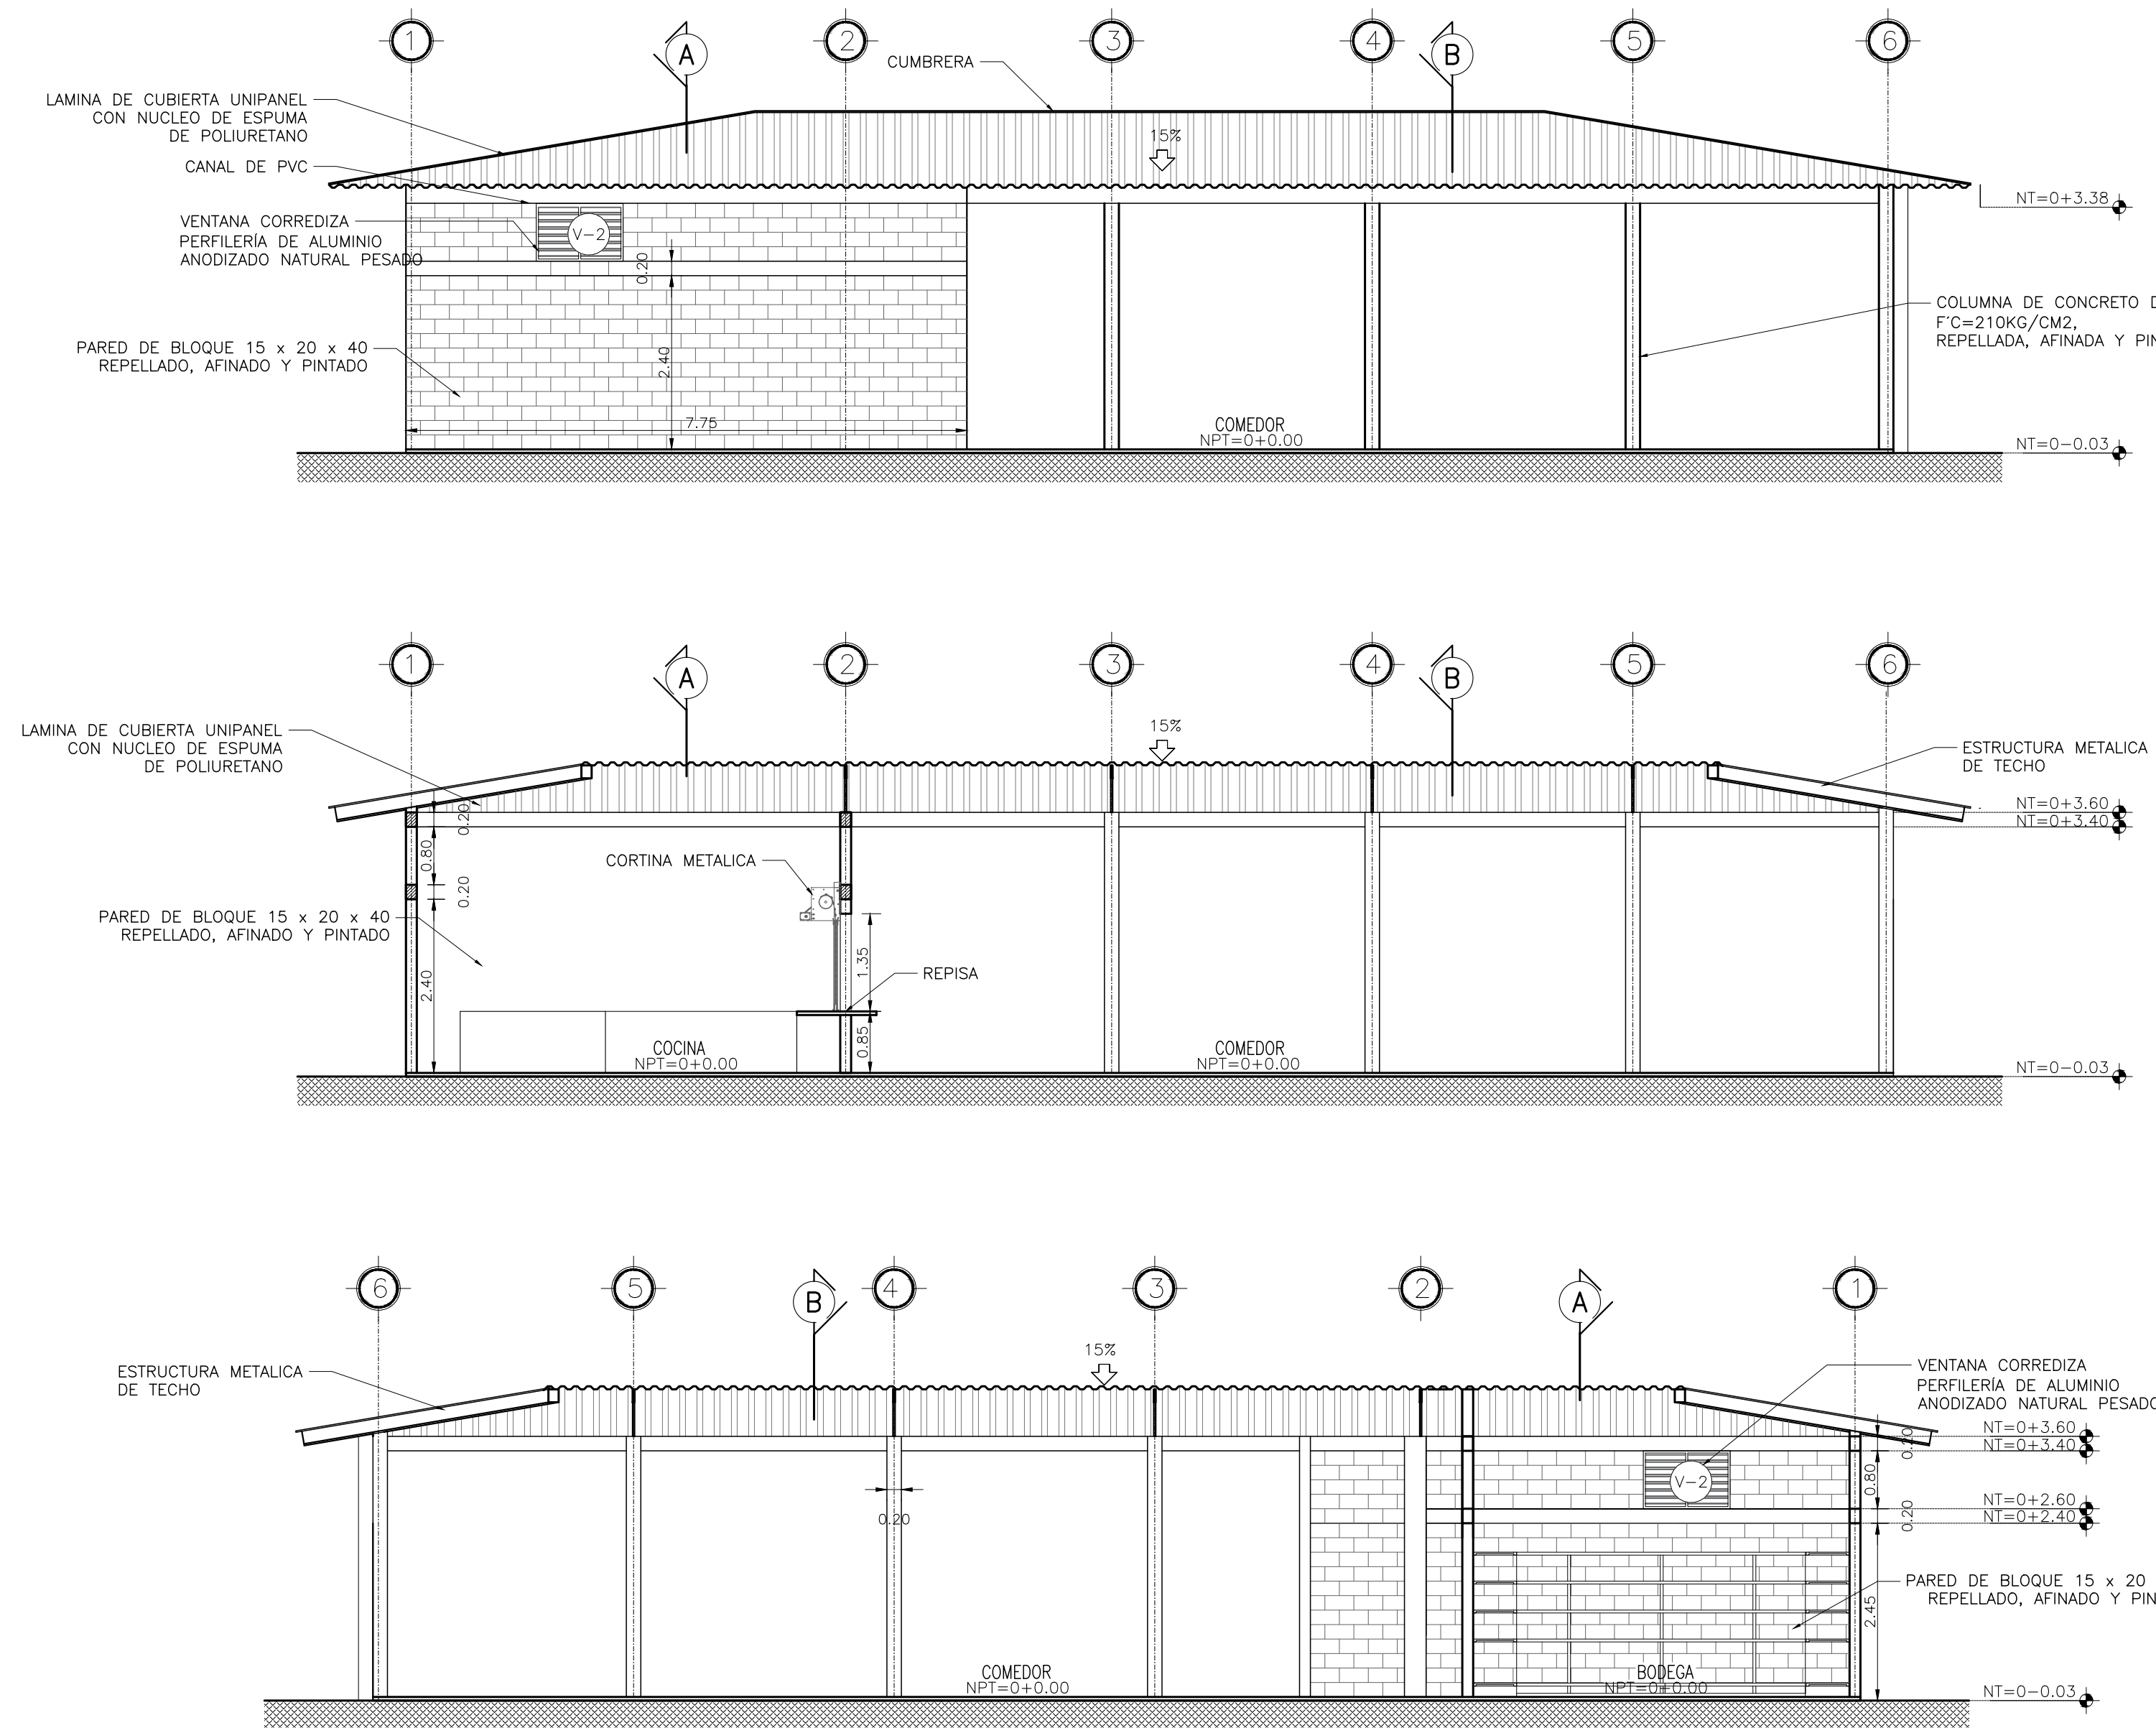 1
A
2
3
4
B
5
6
CUMBRERA
LAMINA DE CUBIERTA UNIPANEL
CON NUCLEO DE ESPUMA
DE POLIURETANO
15%
CANAL DE PVC
NT=0+3.38
VENTANA CORREDIZA
PERFILERÍA DE ALUMINIO
ANODIZADO NATURAL PESADO
V-2
0.20
COLUMNA DE CONCRETO D
F'C=210KG/CM2,
REPELLADA, AFINADA Y PIN
PARED DE BLOQUE 15 x 20 x 40
REPELLADO, AFINADO Y PINTADO
2.40
7.75
COMEDOR
NPT=0+0.00
NT=0-0.03
1
A
2
3
4
B
5
6
LAMINA DE CUBIERTA UNIPANEL
CON NUCLEO DE ESPUMA
DE POLIURETANO
15%
ESTRUCTURA METALICA
DE TECHO
NT=0+3.60
NT=0+3.40
0.20
0.80
0.20
CORTINA METALICA
PARED DE BLOQUE 15 x 20 x 40
REPELLADO, AFINADO Y PINTADO
2.40
1.35
REPISA
0.85
COCINA
NPT=0+0.00
COMEDOR
NPT=0+0.00
NT=0-0.03
6
5
B
4
3
2
A
1
ESTRUCTURA METALICA
DE TECHO
15%
VENTANA CORREDIZA
PERFILERÍA DE ALUMINIO
ANODIZADO NATURAL PESADO
NT=0+3.60
NT=0+3.40
0.20
0.80
V-2
NT=0+2.60
NT=0+2.40
0.20
0.20
PARED DE BLOQUE 15 x 20
REPELLADO, AFINADO Y PIN
2.45
COMEDOR
NPT=0+0.00
BODEGA
NPT=0+0.00
NT=0-0.03